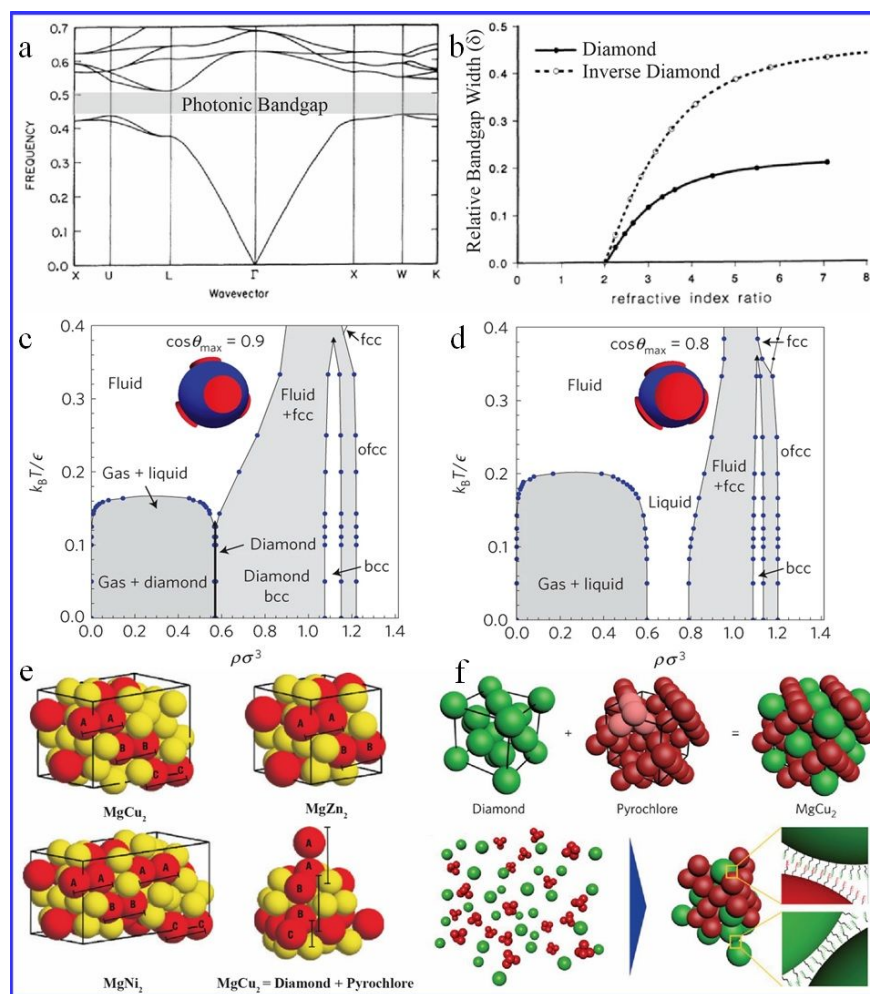 a
0.7
0.6
0.5
0.4
0.3
0.2
0.1
0.0
FREQUENCY
Photonic Bandgap
X U L Γ X W K
Wavevector
b
0.5
0.4
0.3
0.2
0.1
0.0
Relative Bandgap Width (δ)
Diamond
Inverse Diamond
0 1 2 3 4 5 6 7 8
refractive index ratio
c
0.4
0.3
0.2
0.1
0.0
k_BT/ϵ
cosθ_max = 0.9
fcc
Fluid
Fluid
+fcc
Gas + liquid
ofcc
Diamond
Gas + diamond
Diamond
bcc
bcc
0.0 0.2 0.4 0.6 0.8 1.0 1.2 1.4
ρσ³
d
0.4
0.3
0.2
0.1
0.0
k_BT/ϵ
cosθ_max = 0.8
fcc
Fluid
Fluid
+fcc
ofcc
Liquid
Gas + liquid
bcc
0.0 0.2 0.4 0.6 0.8 1.0 1.2 1.4
ρσ³
e
A A
B B
C C
MgCu₂
A A
B B
MgZn₂
A A A A
B B
C C
MgNi₂
A
A
B
B
C
MgCu₂ = Diamond + Pyrochlore
f
+
=
Diamond
Pyrochlore
MgCu₂